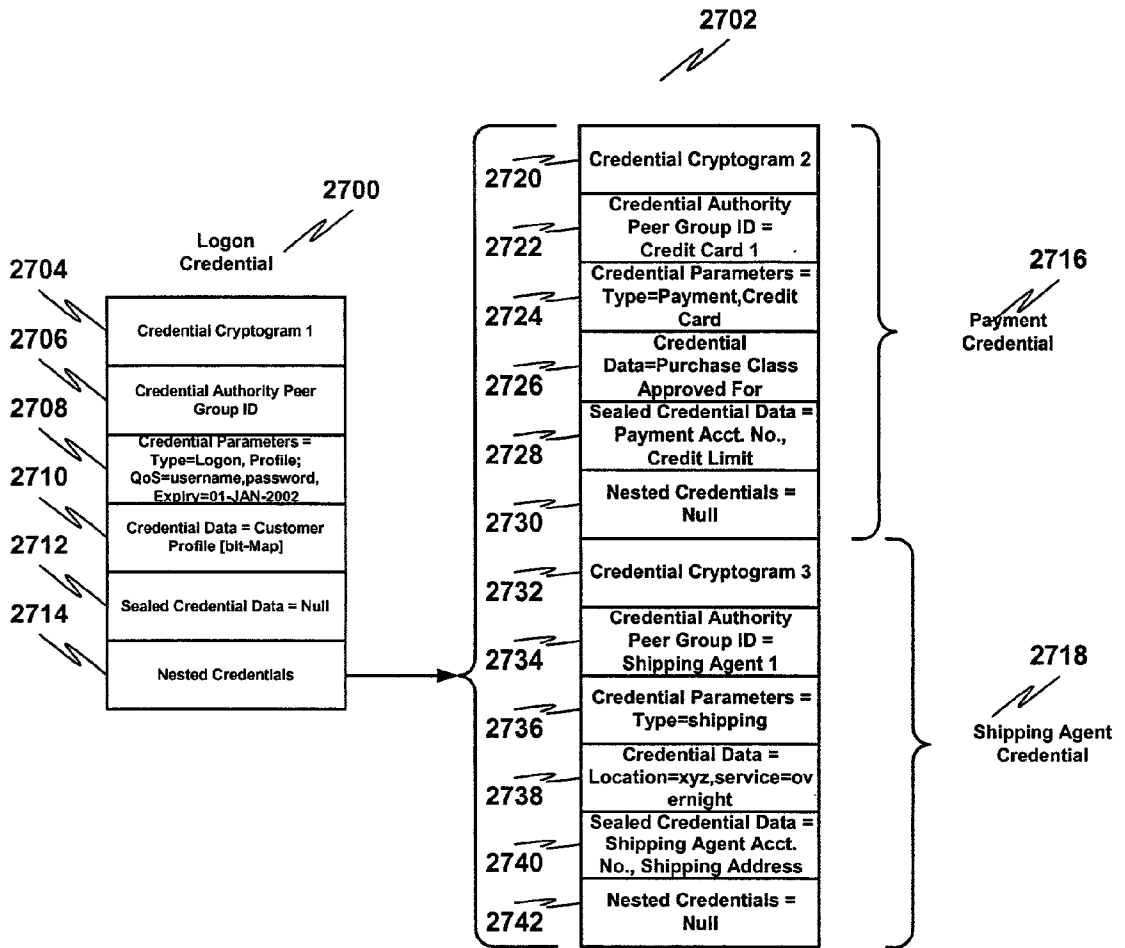 2702
2700
Logon
Credential
2704
Credential Cryptogram 1
2706
Credential Authority Peer
Group ID
2708
Credential Parameters =
Type=Logon, Profile;
QoS=username,password,
Expiry=01-JAN-2002
2710
Credential Data = Customer
Profile [bit-Map]
2712
Sealed Credential Data = Null
2714
Nested Credentials
Credential Cryptogram 2
2720
Credential Authority
Peer Group ID =
Credit Card 1
2722
Credential Parameters =
Type=Payment,Credit
Card
2724
Credential
Data=Purchase Class
Approved For
2726
Sealed Credential Data =
Payment Acct. No.,
Credit Limit
2728
Nested Credentials =
Null
2730
2716
Payment
Credential
Credential Cryptogram 3
2732
Credential Authority
Peer Group ID =
Shipping Agent 1
2734
Credential Parameters =
Type=shipping
2736
Credential Data =
Location=xyz,service=ov
ernight
2738
Sealed Credential Data =
Shipping Agent Acct.
No., Shipping Address
2740
Nested Credentials =
Null
2742
2718
Shipping Agent
Credential